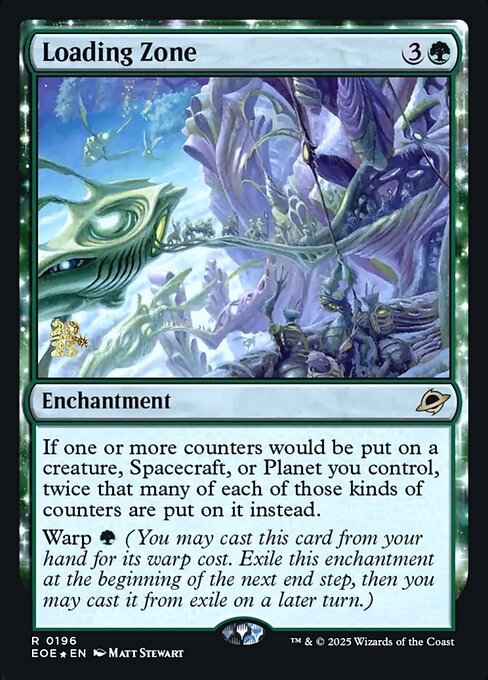 Loading Zone 3
Enchantment
If one or more counters would be put on a
creature, Spacecraft, or Planet you control,
twice that many of each of those kinds of
counters are put on it instead.
Warp (You may cast this card from your
hand for its warp cost. Exile this enchantment
at the beginning of the next end step, then you
may cast it from exile on a later turn.)
R 0196
EOE★EN Matt Stewart
™ & © 2025 Wizards of the Coast